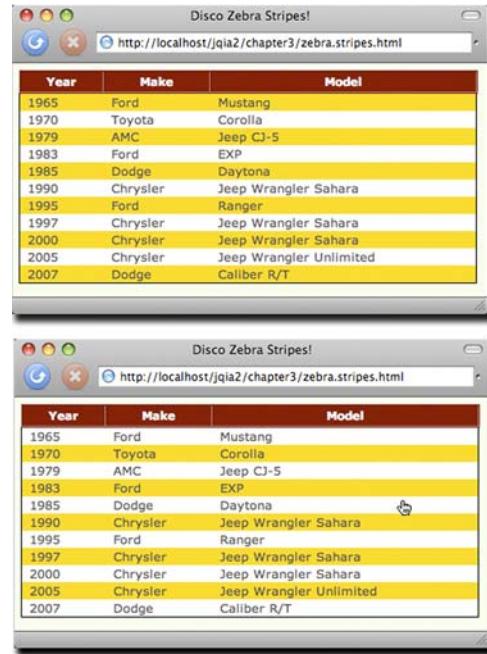 Disco Zebra Stripes!
http://localhost/jqia2/chapter3/zebra.stripes.html
Year Make Model
1965 Ford Mustang
1970 Toyota Corolla
1979 AMC Jeep CJ-5
1983 Ford EXP
1985 Dodge Daytona
1990 Chrysler Jeep Wrangler Sahara
1995 Ford Ranger
1997 Chrysler Jeep Wrangler Sahara
2000 Chrysler Jeep Wrangler Sahara
2005 Chrysler Jeep Wrangler Unlimited
2007 Dodge Caliber R/T
Disco Zebra Stripes!
http://localhost/jqia2/chapter3/zebra.stripes.html
Year Make Model
1965 Ford Mustang
1970 Toyota Corolla
1979 AMC Jeep CJ-5
1983 Ford EXP
1985 Dodge Daytona
1990 Chrysler Jeep Wrangler Sahara
1995 Ford Ranger
1997 Chrysler Jeep Wrangler Sahara
2000 Chrysler Jeep Wrangler Sahara
2005 Chrysler Jeep Wrangler Unlimited
2007 Dodge Caliber R/T